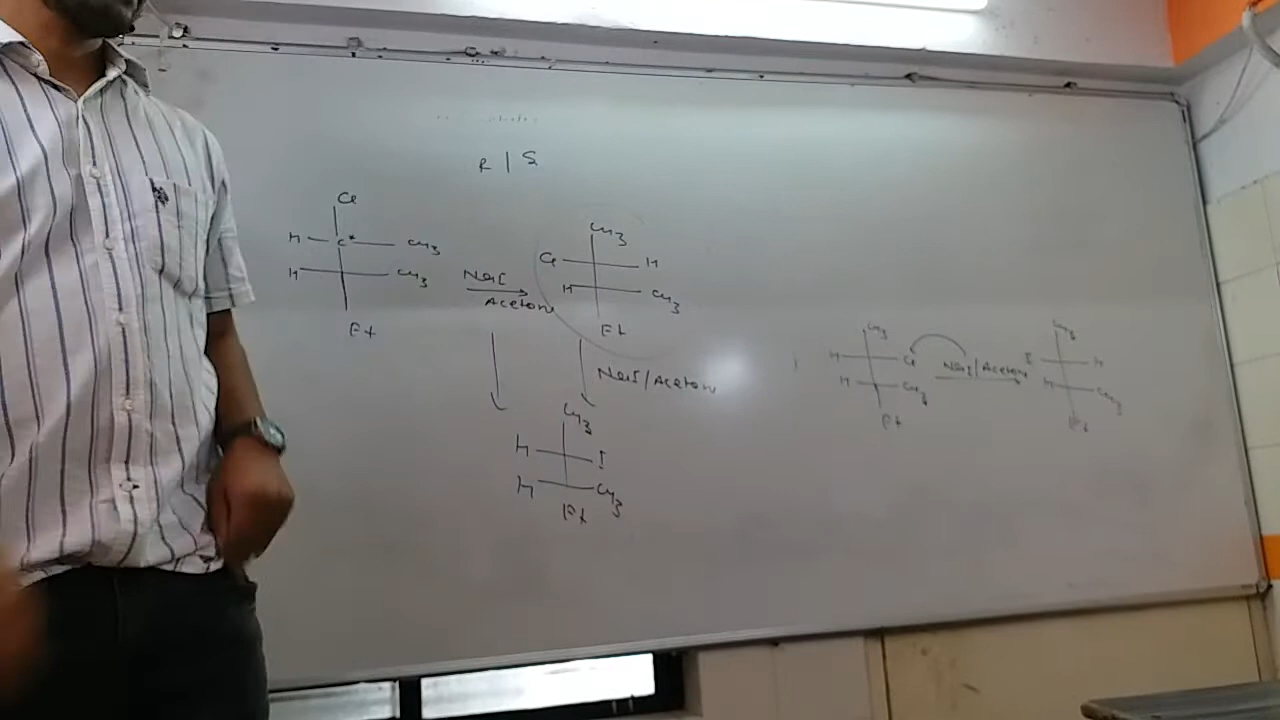 R | S
Cl
H C* CH3
H CH3
Et
NaI
Acetone
CH3
Cl H
H CH3
Et
NaI/Acetone
CH3
H I
H CH3
Et
CH3
H Cl
H CH3
Et
NaI/Acetone
CH3
I H
H CH3
Et